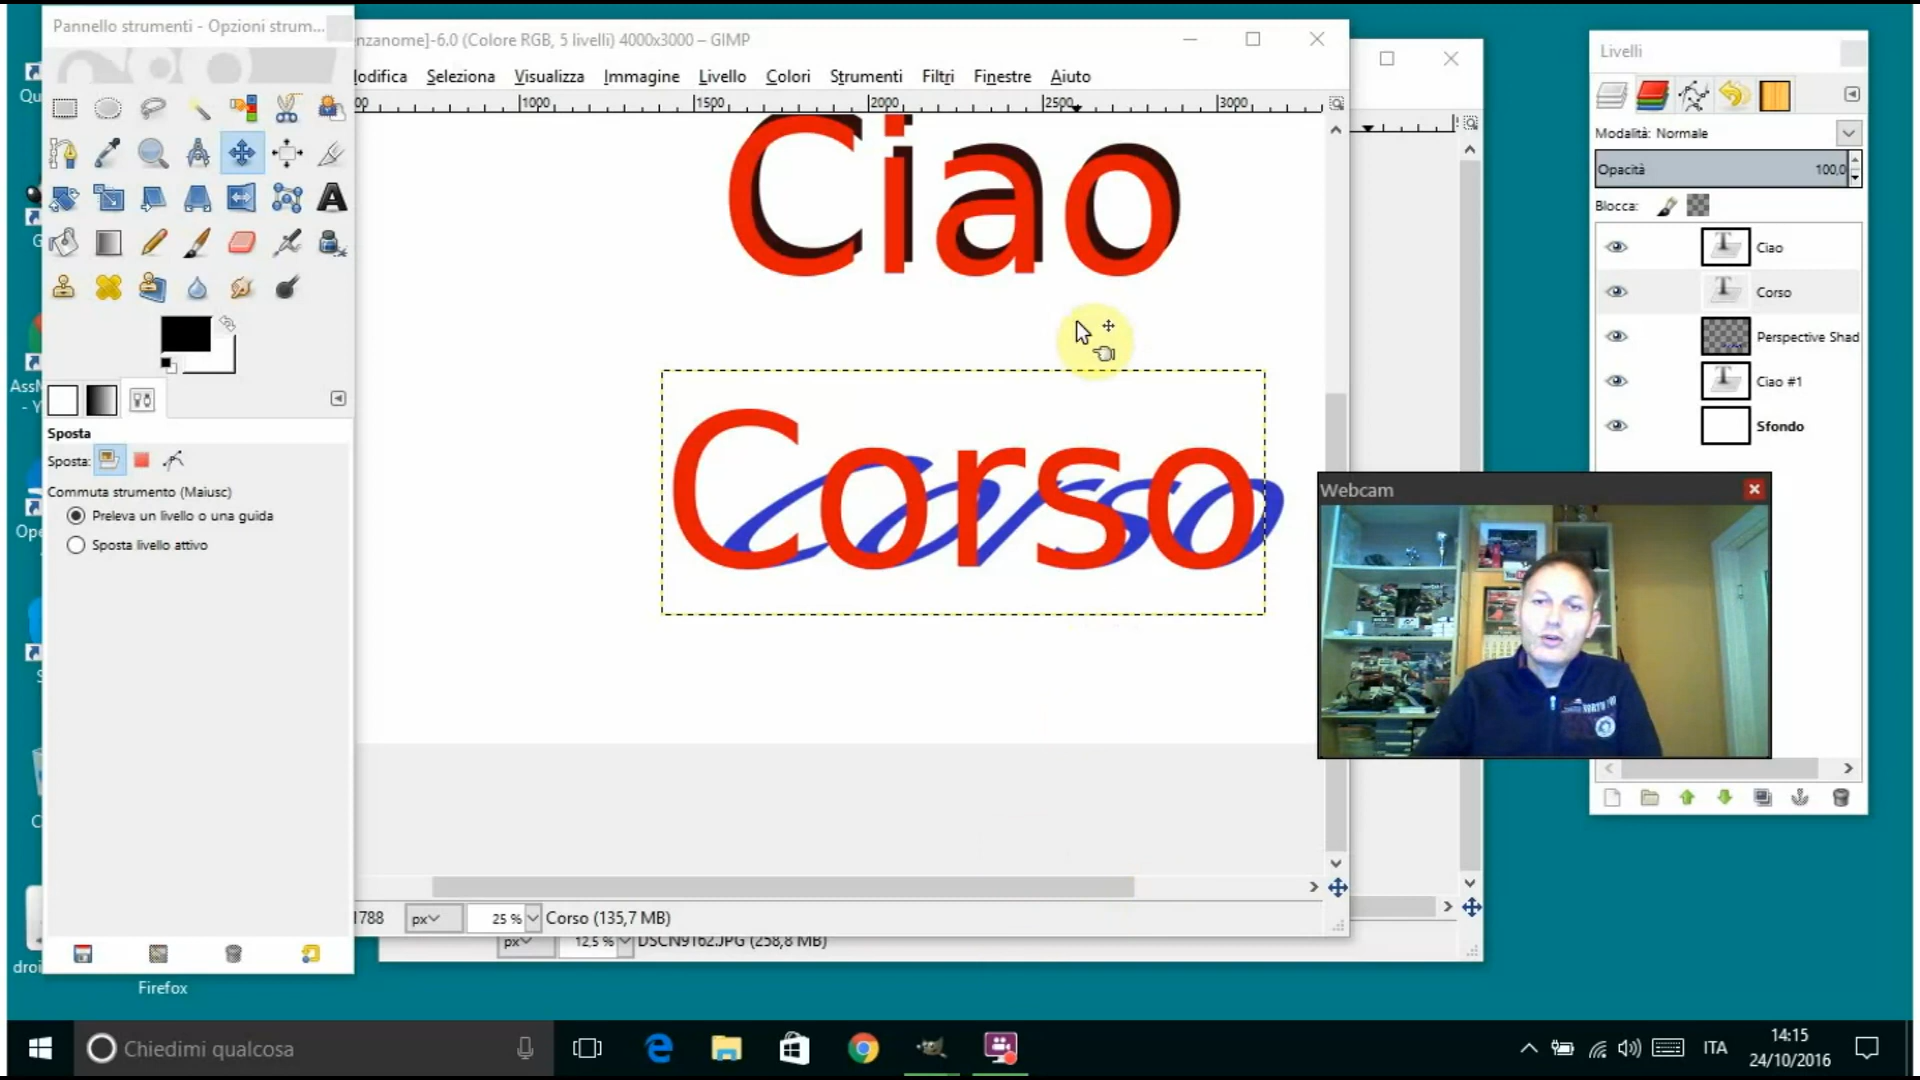 Pannello strumenti - Opzioni strum...
nzanome]-6.0 (Colore RGB, 5 livelli) 4000x3000 – GIMP
Livelli
odifica Seleziona Visualizza Immagine Livello Colori Strumenti Filtri Finestre Aiuto
1000 1500 2000 2500 3000
Modalità: Normale
Opacità 100,0
Blocca:
Ciao
Corso
Perspective Shad
Ciao #1
Sfondo
Ciao
Corso
Corso
Sposta
Sposta:
Commuta strumento (Maiusc)
Preleva un livello o una guida
Sposta livello attivo
Webcam
1788 px 25 % Corso (135,7 MB)
px 12,5 % DSCN9162.JPG (258,8 MB)
Firefox
Chiedimi qualcosa
ITA
14:15
24/10/2016